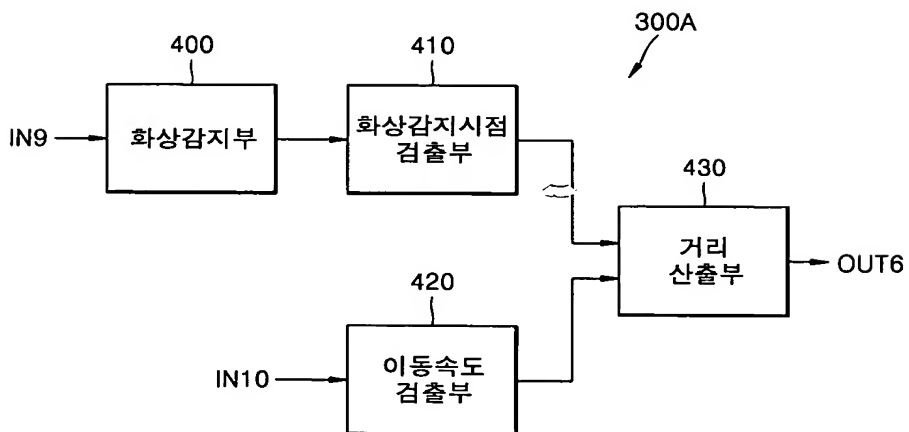 300A
400
410
IN9
화상감지부
화상감지시점
검출부
430
거리
산출부
OUT6
420
IN10
이동속도
검출부